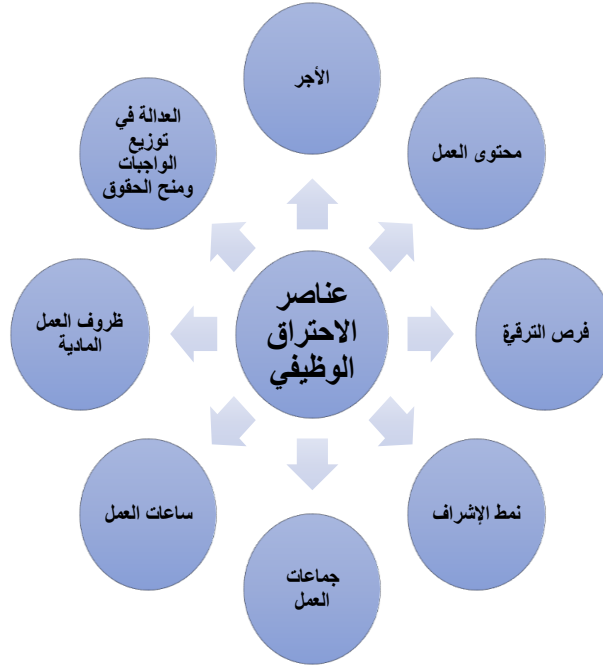 عناصر
الاحتراق
الوظيفي
الأجر
محتوى العمل
فرص الترقية
نمط الإشراف
جماعات
العمل
ساعات العمل
ظروف العمل
المادية
العدالة في
توزيع
الواجبات
ومنح الحقوق